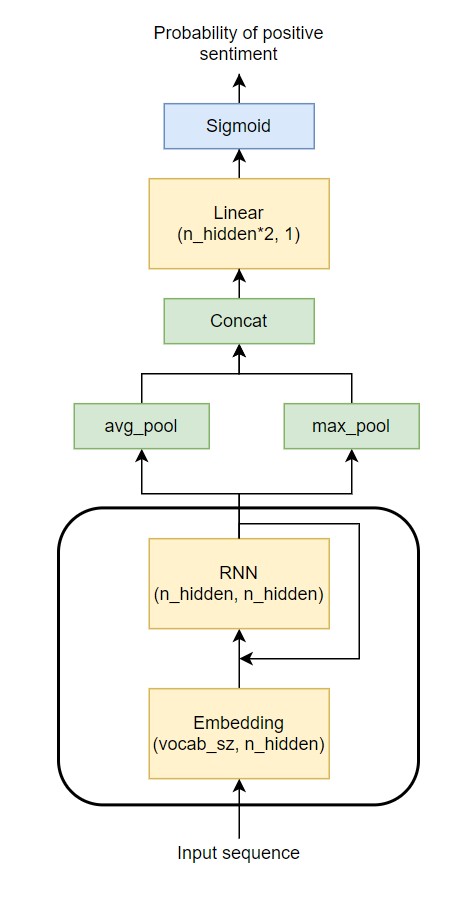 Probability of positive
sentiment
Sigmoid
Linear
(n_hidden*2, 1)
Concat
avg_pool
max_pool
RNN
(n_hidden, n_hidden)
Embedding
(vocab_sz, n_hidden)
Input sequence